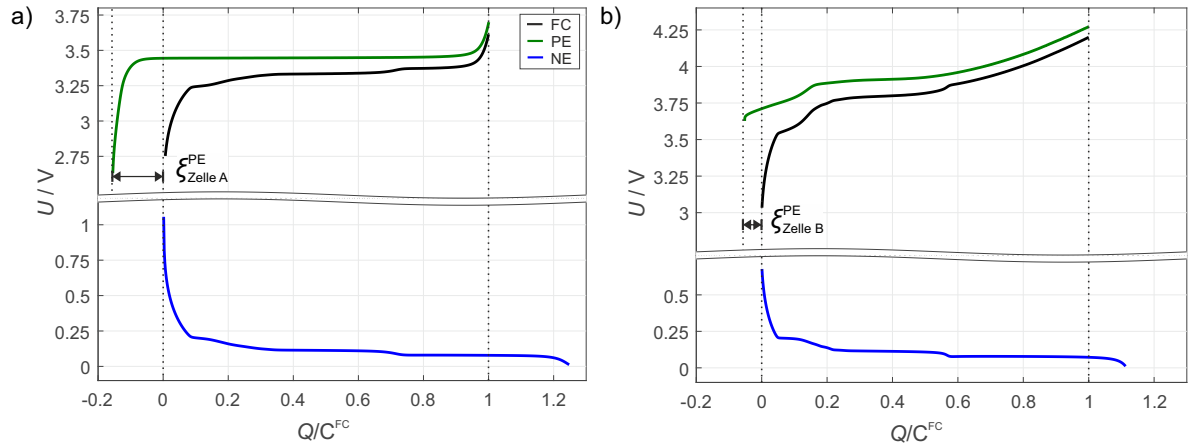 a)
3.75
3.5
3.25
3
2.75
1
0.75
0.5
0.25
0
U / V
FC
PE
NE
ξ^PE_Zelle A
-0.2 0 0.2 0.4 0.6 0.8 1 1.2
Q/C^FC
b)
4.25
4
3.75
3.5
3.25
3
0.5
0.25
0
U / V
ξ^PE_Zelle B
-0.2 0 0.2 0.4 0.6 0.8 1 1.2
Q/C^FC